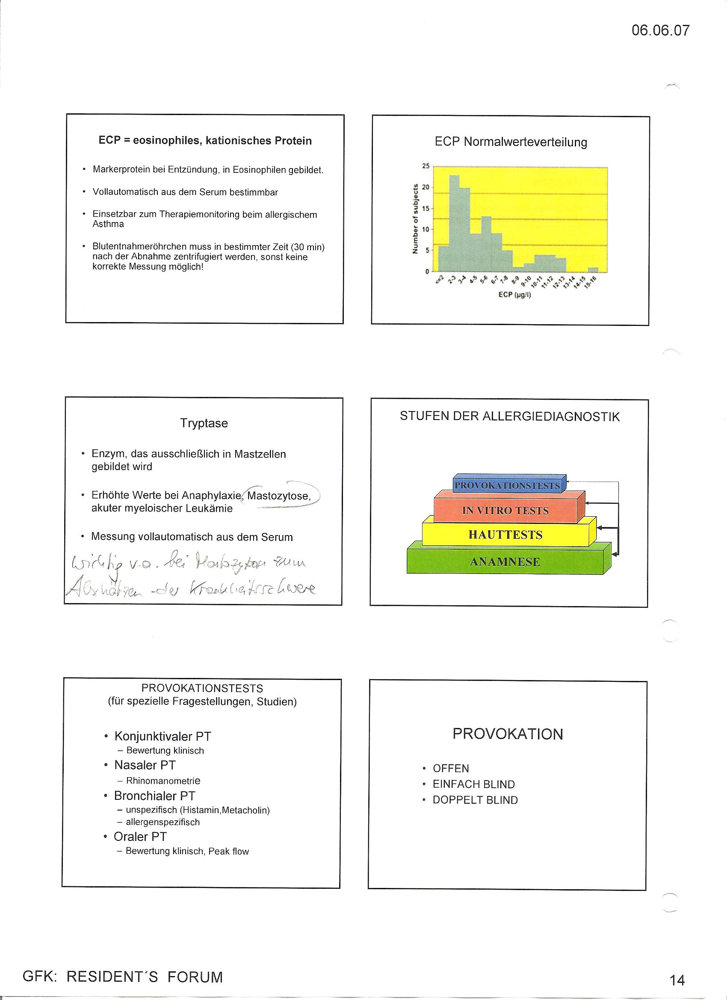 06.06.07
ECP = eosinophiles, kationisches Protein
• Markerprotein bei Entzündung, in Eosinophilen gebildet.
• Vollautomatisch aus dem Serum bestimmbar
• Einsetzbar zum Therapiemonitoring beim allergischem
Asthma
• Blutentnahmeröhrchen muss in bestimmter Zeit (30 min)
nach der Abnahme zentrifugiert werden, sonst keine
korrekte Messung möglich!
ECP Normalwerteverteilung
Number of subjects
25
20
15
10
5
0
<=2 2-3 3-4 4-5 5-6 6-7 7-8 8-9 9-10 10-11 11-12 12-13 13-14 14-15 15-16
ECP (µg/l)
Tryptase
• Enzym, das ausschließlich in Mastzellen
gebildet wird
• Erhöhte Werte bei Anaphylaxie, Mastozytose,
akuter myeloischer Leukämie
• Messung vollautomatisch aus dem Serum
wichtig v.a. bei Mastozytose zum
Abschätzen der Krankheitsschwere
STUFEN DER ALLERGIEDIAGNOSTIK
PROVOKATIONSTESTS
IN VITRO TESTS
HAUTTESTS
ANAMNESE
PROVOKATIONSTESTS
(für spezielle Fragestellungen, Studien)
• Konjunktivaler PT
– Bewertung klinisch
• Nasaler PT
– Rhinomanometrie
• Bronchialer PT
– unspezifisch (Histamin,Metacholin)
– allergenspezifisch
• Oraler PT
– Bewertung klinisch, Peak flow
PROVOKATION
• OFFEN
• EINFACH BLIND
• DOPPELT BLIND
GFK: RESIDENT´S FORUM
14